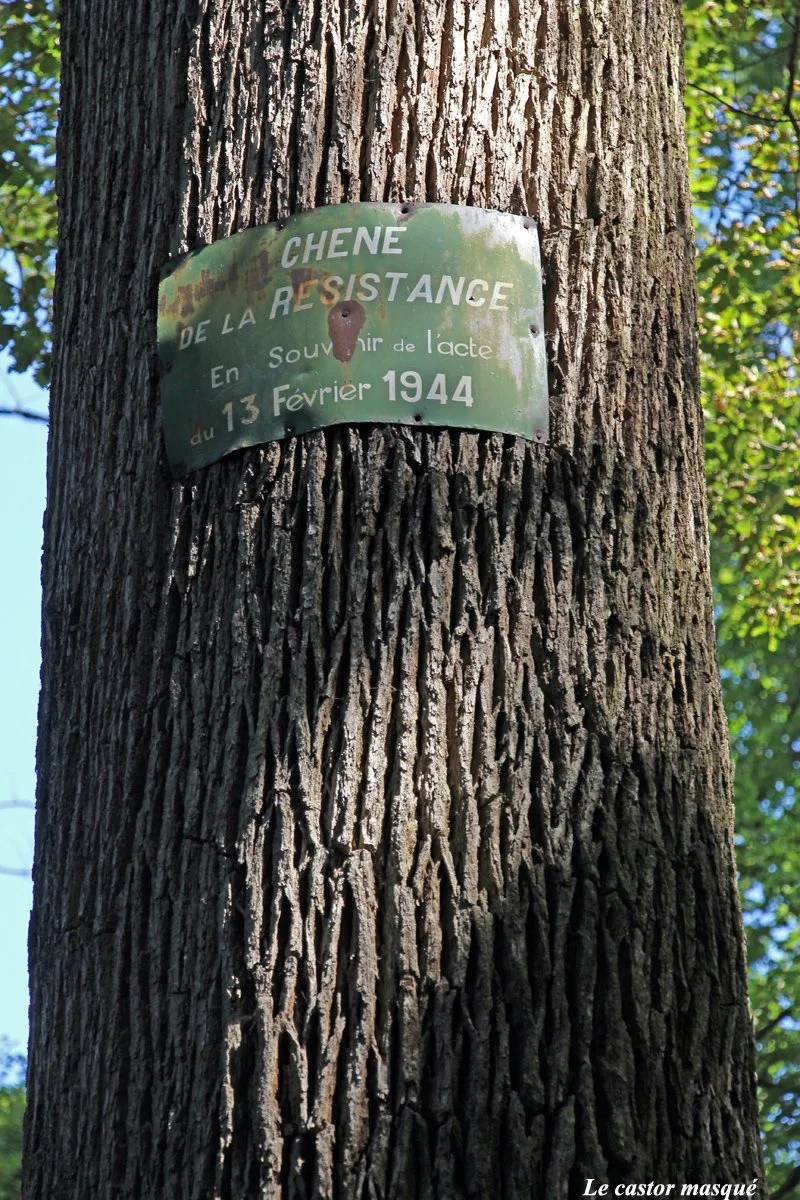 CHENE
DE LA RESISTANCE
En Souvenir de l'acte
du 13 Février 1944
Le castor masqué